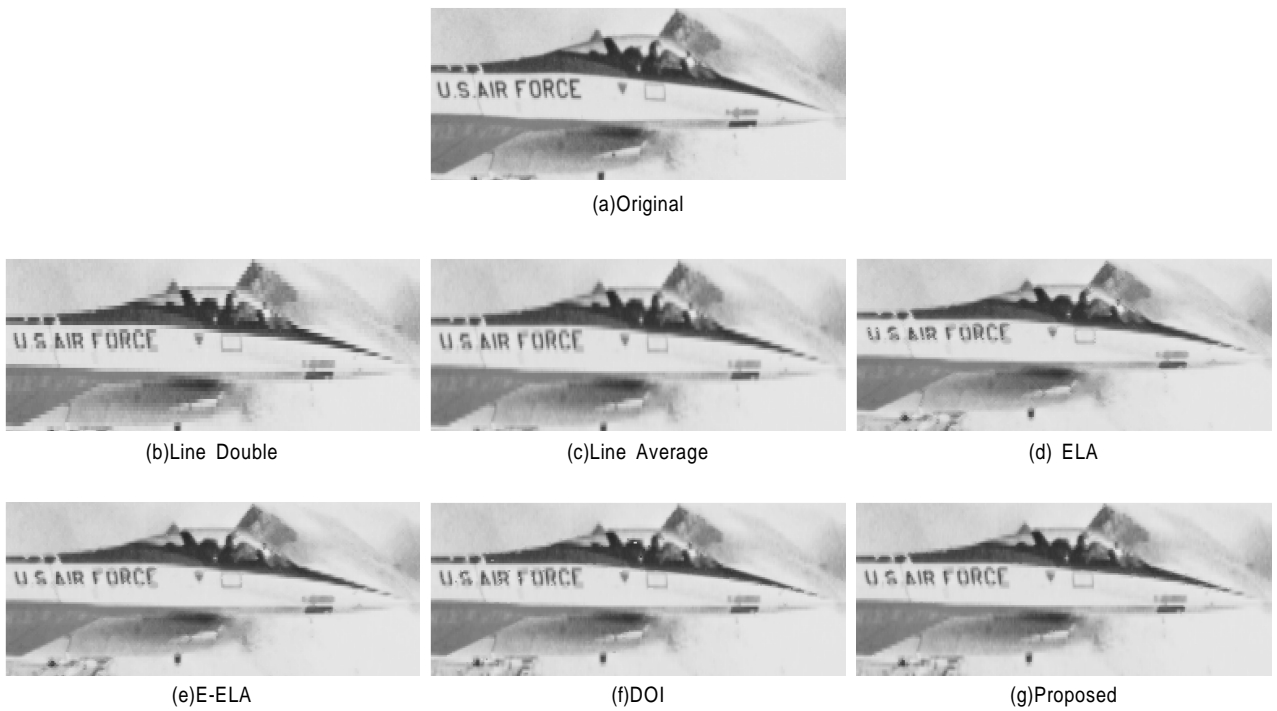 U.S.AIR FORCE
(a)Original
U.S AIR FORCE
U.S AIR FORCE
U.S AIR FORCE
(b)Line Double
(c)Line Average
(d) ELA
U.S AIR FORCE
U.S AIR FORCE
U.S AIR FORCE
(e)E-ELA
(f)DOI
(g)Proposed